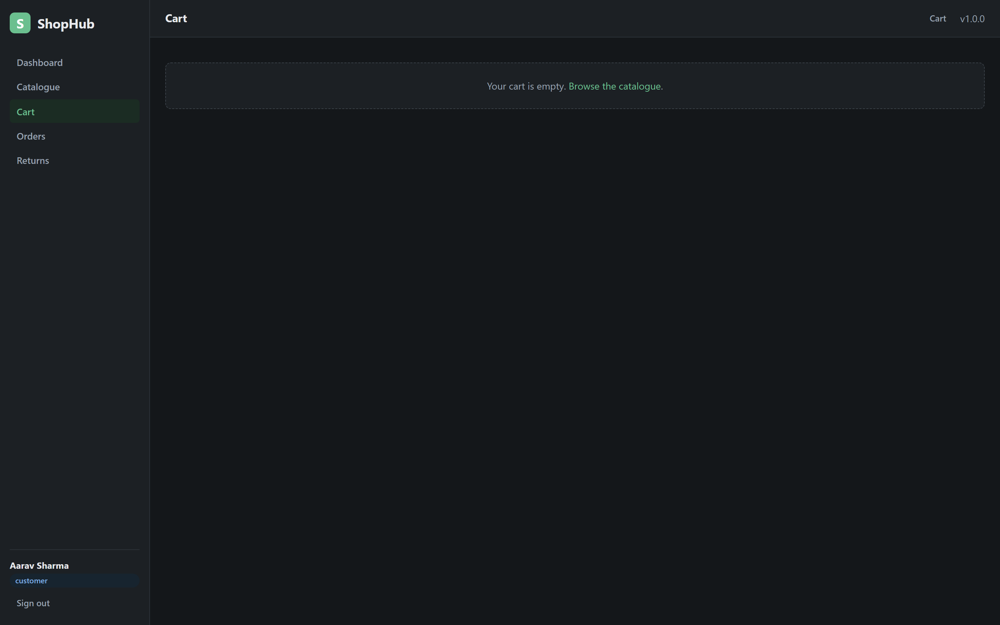 S ShopHub
Dashboard
Catalogue
Cart
Orders
Returns
Aarav Sharma
customer
Sign out
Cart
Cart v1.0.0
Your cart is empty. Browse the catalogue.